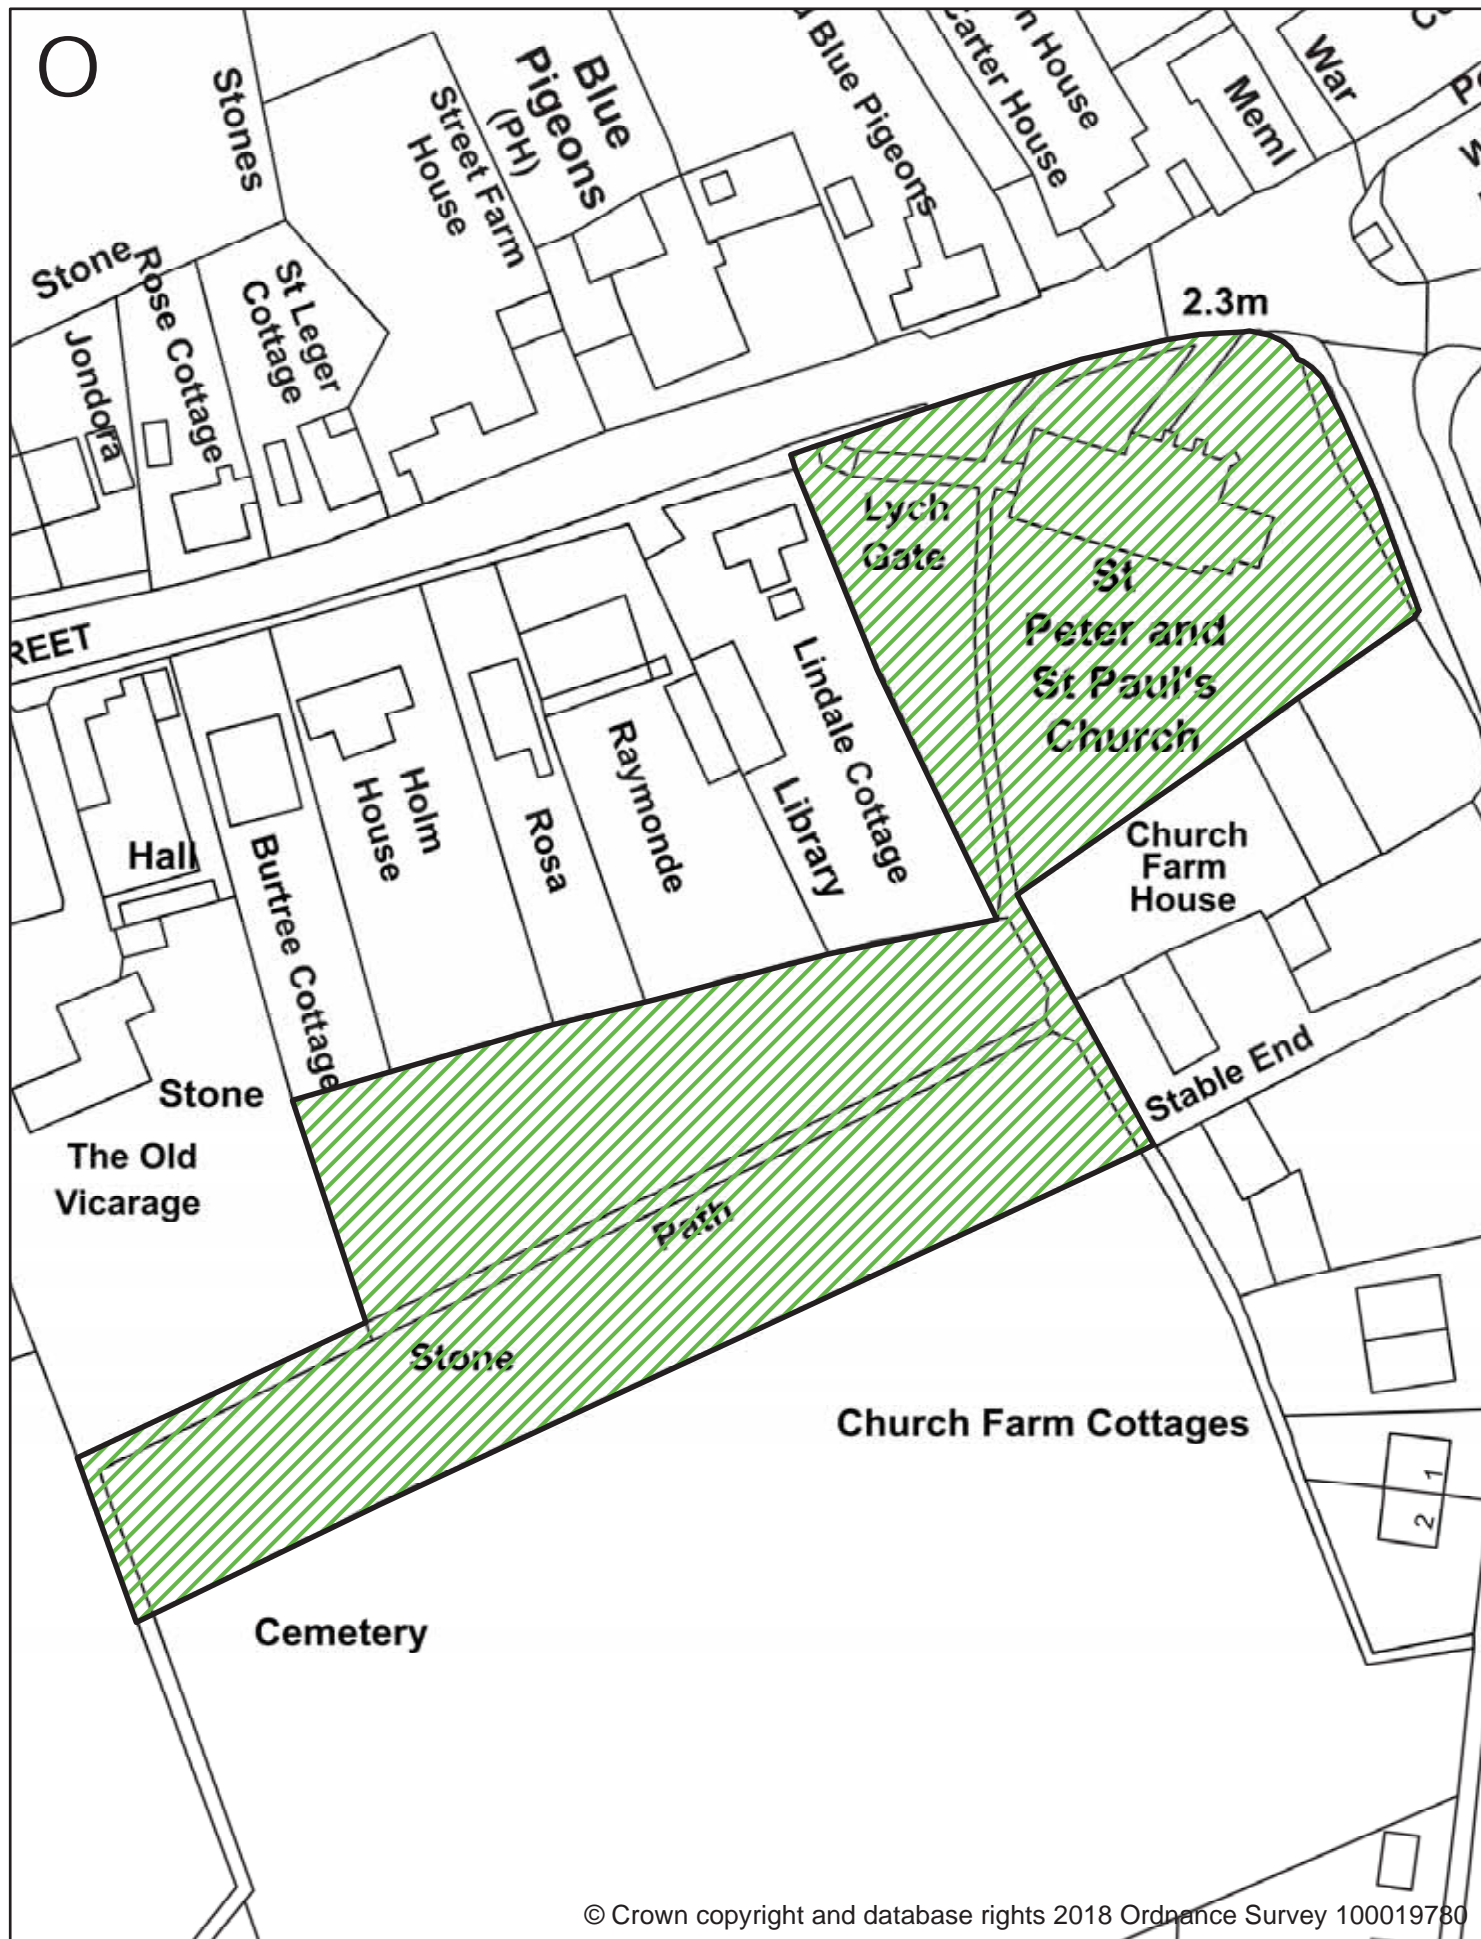 O
Stones
Street Farm
House
Blue
Pigeons
(PH)
Blue Pigeons
Carter House
House
Meml
War
Stone
Jondora
Rose Cottage
St Leger
Cottage
2.3m
REET
Lych
Gate
St
Peter and
St Paul's
Church
Hall
Burtree Cottage
Holm
House
Rosa
Raymonde
Library
Lindale Cottage
Church
Farm
House
Stable End
Stone
The Old
Vicarage
Path
Stone
Church Farm Cottages
1
2
Cemetery
© Crown copyright and database rights 2018 Ordnance Survey 100019780